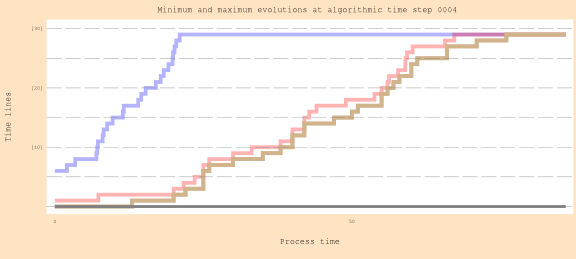 Minimum and maximum evolutions at algorithmic time step 0004
[30]
[20]
[10]
Time lines
0
50
Process time